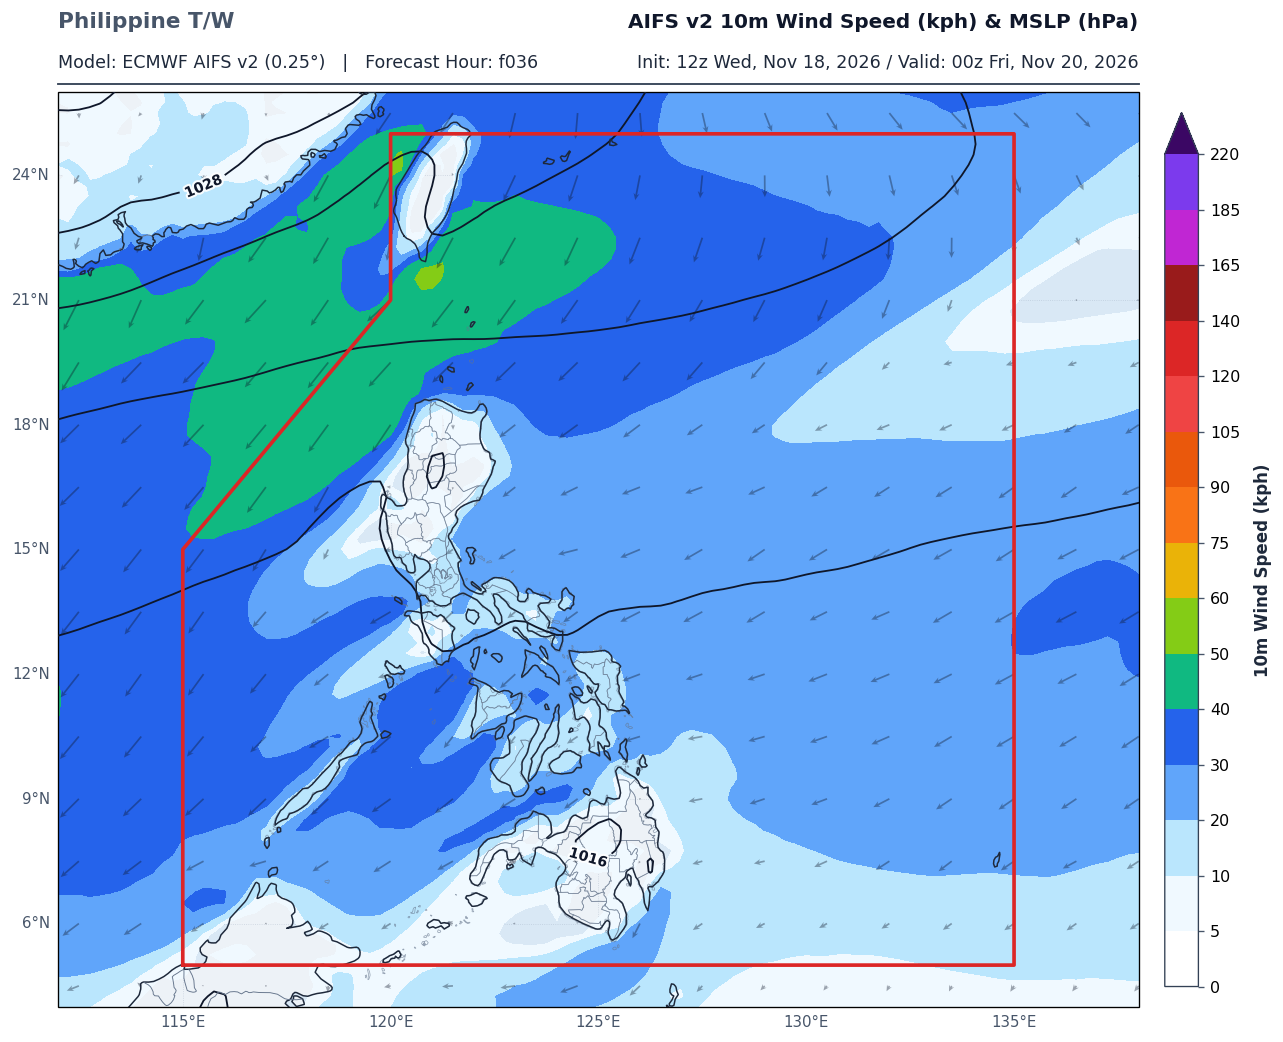 Philippine T/W
AIFS v2 10m Wind Speed (kph) & MSLP (hPa)
Model: ECMWF AIFS v2 (0.25°) | Forecast Hour: f036
Init: 12z Wed, Nov 18, 2026 / Valid: 00z Fri, Nov 20, 2026
24°N
21°N
18°N
15°N
12°N
9°N
6°N
115°E
120°E
125°E
130°E
135°E
1028
1016
220
185
165
140
120
105
90
75
60
50
40
30
20
10
5
0
10m Wind Speed (kph)